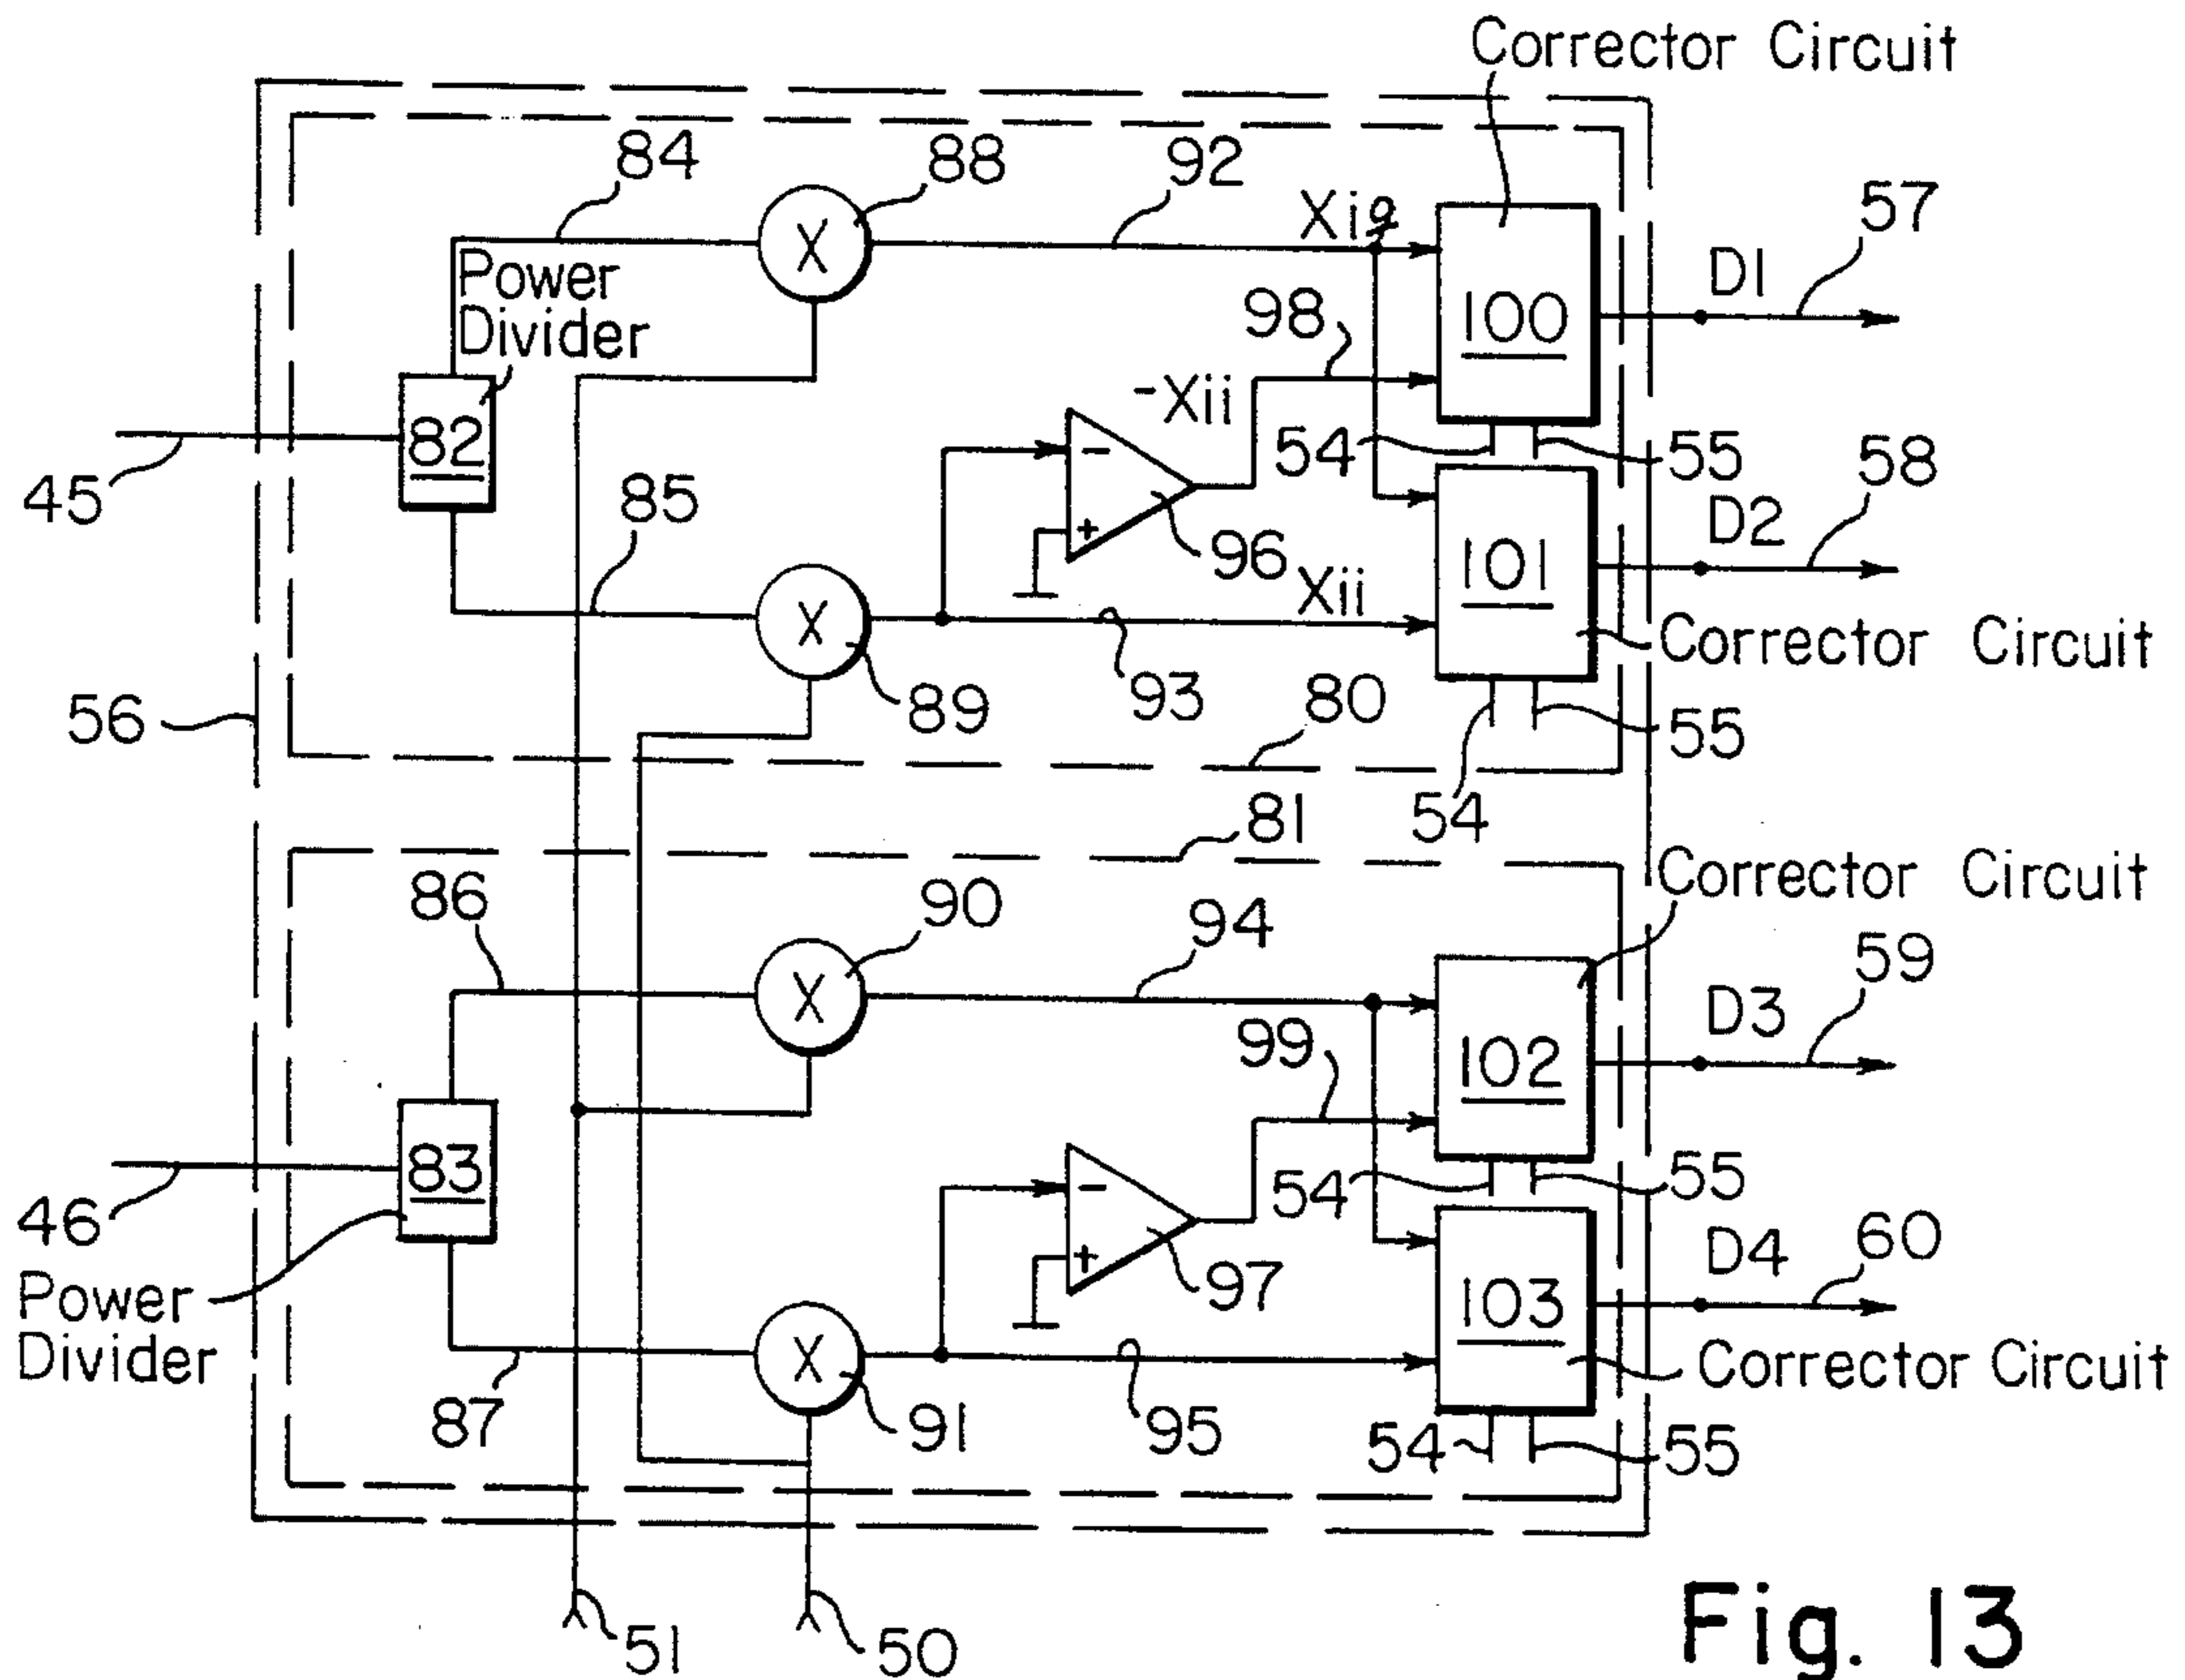 Corrector Circuit
84
88
92
57
Xiq
Power
Divider
X
D1
98
100
-Xii
82
54
55
58
45
85
D2
-
+
96
101
Xii
X
Corrector Circuit
56
89
93
80
55
54
81
86
90
94
Corrector Circuit
59
D3
X
99
102
83
54
55
46
-
+
97
D4
60
Power
Divider
103
X
Corrector Circuit
87
91
95
54
55
51
50
Fig. 13